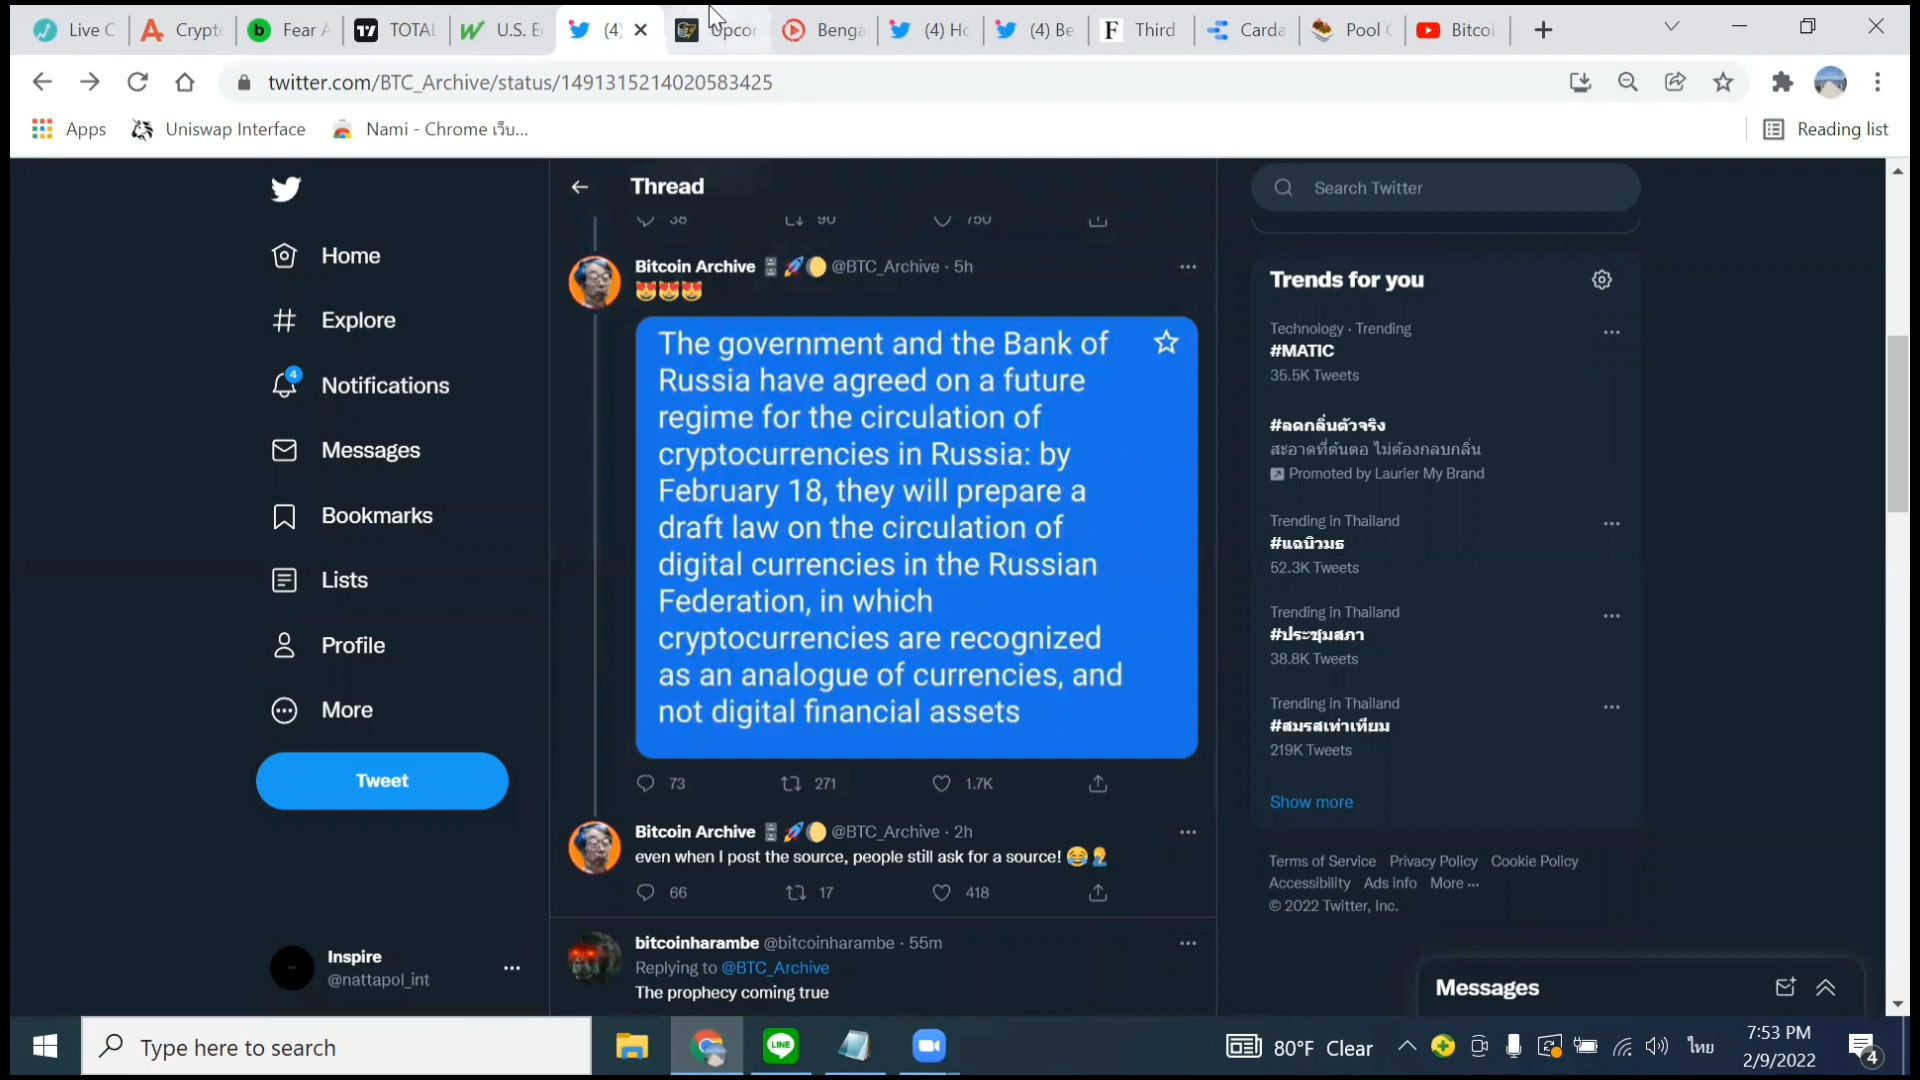 Live C
Crypt
Fear A
TOTAL
U.S. E
(4)
Upcor
Benga
(4) Ho
(4) Be
Third
Carda
Pool (
Bitcoi
twitter.com/BTC_Archive/status/1491315214020583425
Apps
Uniswap Interface
Nami - Chrome เว็บ...
Reading list
Thread
Search Twitter
38
90
750
Home
Explore
4
Notifications
Messages
Bookmarks
Lists
Profile
More
Tweet
Inspire
@nattapol_int
Bitcoin Archive @BTC_Archive · 5h
The government and the Bank of
Russia have agreed on a future
regime for the circulation of
cryptocurrencies in Russia: by
February 18, they will prepare a
draft law on the circulation of
digital currencies in the Russian
Federation, in which
cryptocurrencies are recognized
as an analogue of currencies, and
not digital financial assets
73
271
1.7K
Bitcoin Archive @BTC_Archive · 2h
even when I post the source, people still ask for a source!
66
17
418
bitcoinharambe @bitcoinharambe · 55m
Replying to @BTC_Archive
The prophecy coming true
Trends for you
Technology · Trending
#MATIC
35.5K Tweets
#ลดกลิ่นตัวจริง
สะอาดที่ต้นตอ ไม่ต้องกลบกลิ่น
Promoted by Laurier My Brand
Trending in Thailand
#แฉนิวมธ
52.3K Tweets
Trending in Thailand
#ประชุมสภา
38.8K Tweets
Trending in Thailand
#สมรสเท่าเทียม
219K Tweets
Show more
Terms of Service Privacy Policy Cookie Policy
Accessibility Ads info More ···
© 2022 Twitter, Inc.
Messages
Type here to search
LINE
80°F Clear
ไทย
7:53 PM
2/9/2022
4